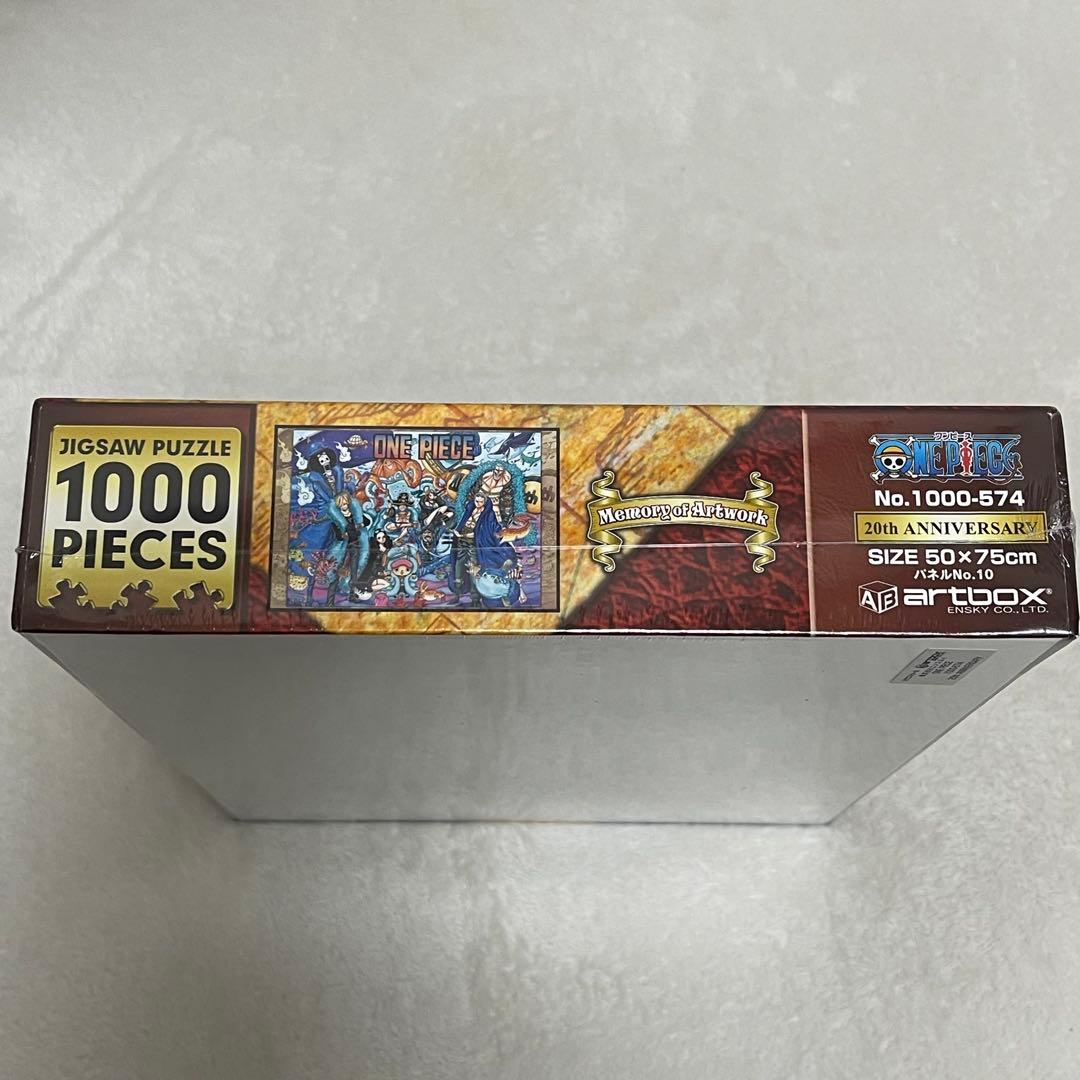 JIGSAW PUZZLE
1000
PIECES
ONE PIECE
Memory of Artwork
ワンピース
ONE PIECE
No.1000-574
20th ANNIVERSARY
SIZE 50×75cm
パネルNo.10
AB artbox®
ENSKY CO.,LTD.